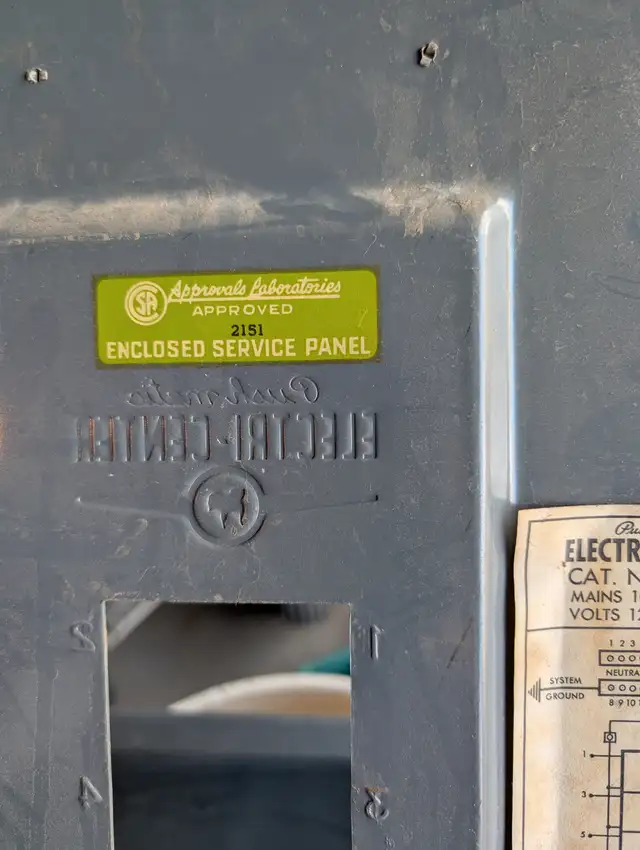 CSA Approvals Laboratories
APPROVED
2151
ENCLOSED SERVICE PANEL
Pushmatic
ELECTRI-CENTER
2 1
4 3
ELECTR
CAT. N
MAINS 1
VOLTS 12
1 2 3
NEUTRA
SYSTEM
GROUND
8 9 10
1
3
5